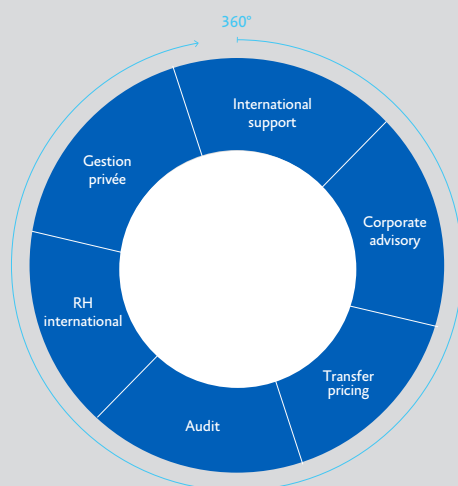 360°
International
support
Corporate
advisory
Transfer
pricing
Audit
RH
international
Gestion
privée